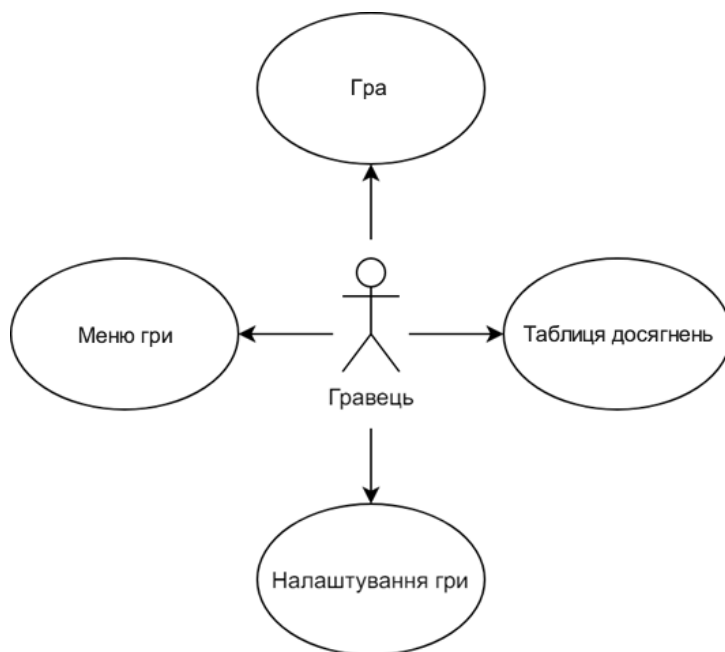 Гра
Меню гри
Таблиця досягнень
Гравець
Налаштування гри